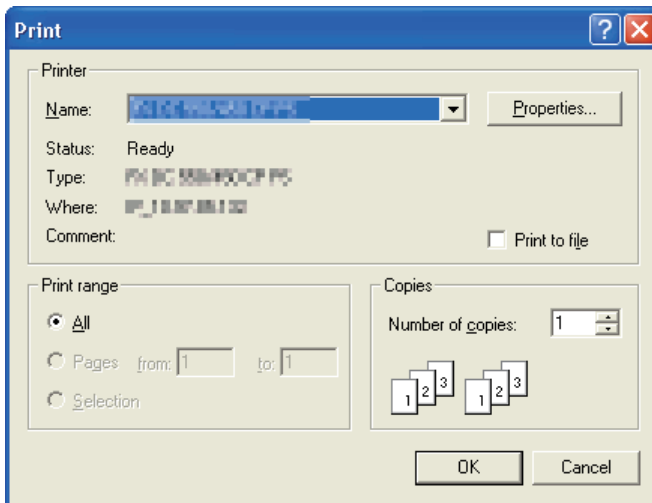 Print
Printer
Name:
Properties...
Status: Ready
Type:
Where:
Comment:
Print to file
Print range
All
Pages from: 1 to: 1
Selection
Copies
Number of copies: 1
1 2 3 1 2 3
OK Cancel